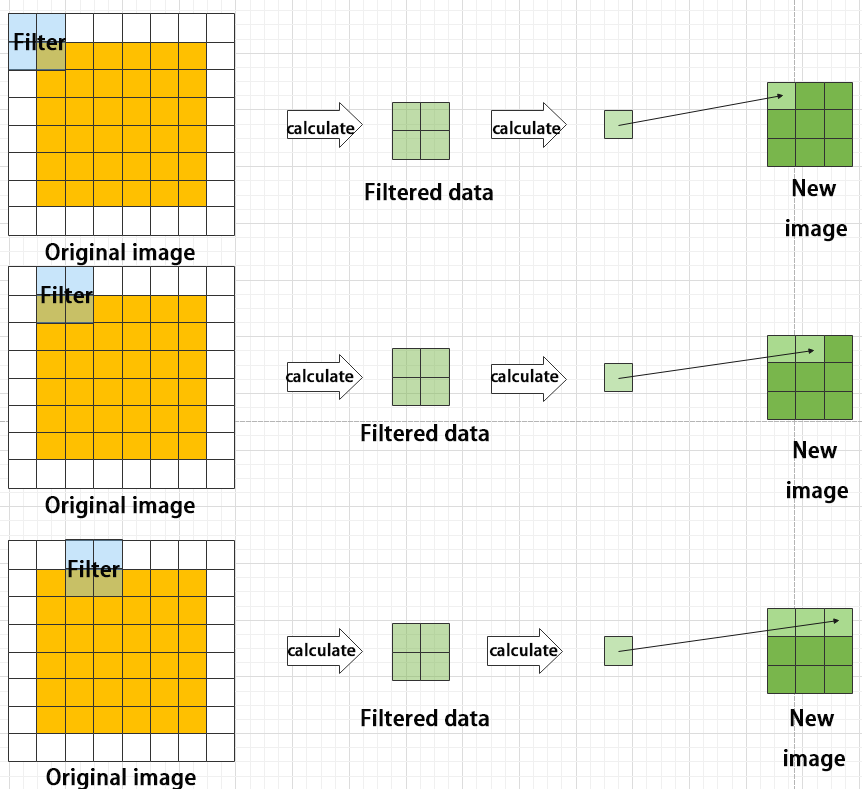 Filter
calculate
calculate
Filtered data
New
image
Original image
Filter
calculate
calculate
Filtered data
New
image
Original image
Filter
calculate
calculate
Filtered data
New
image
Original image